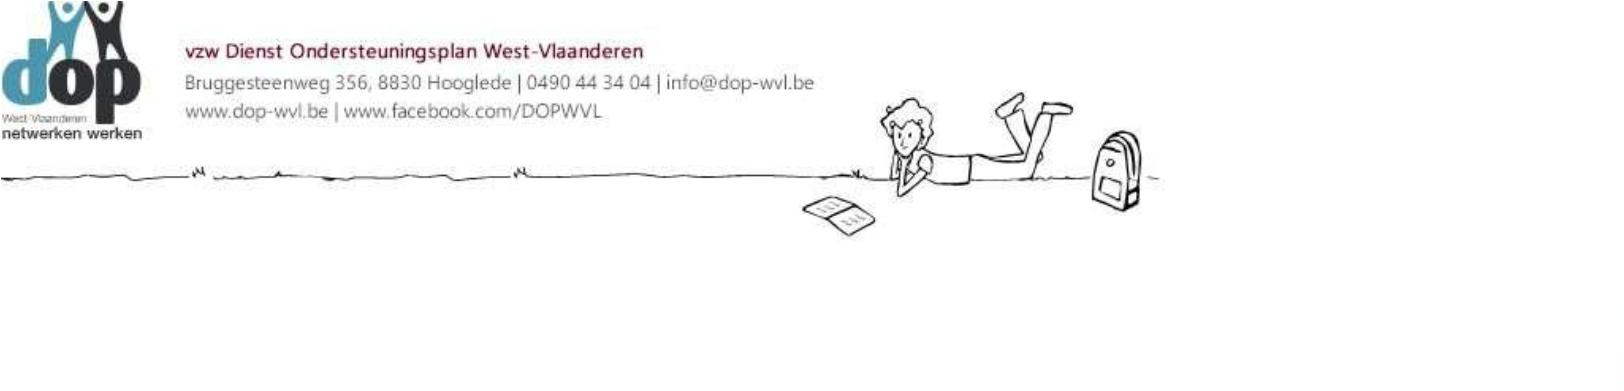 dop
West-Vlaanderen
netwerken werken
vzw Dienst Ondersteuningsplan West-Vlaanderen
Bruggesteenweg 356, 8830 Hooglede | 0490 44 34 04 | info@dop-wvl.be
www.dop-wvl.be | www.facebook.com/DOPWVL